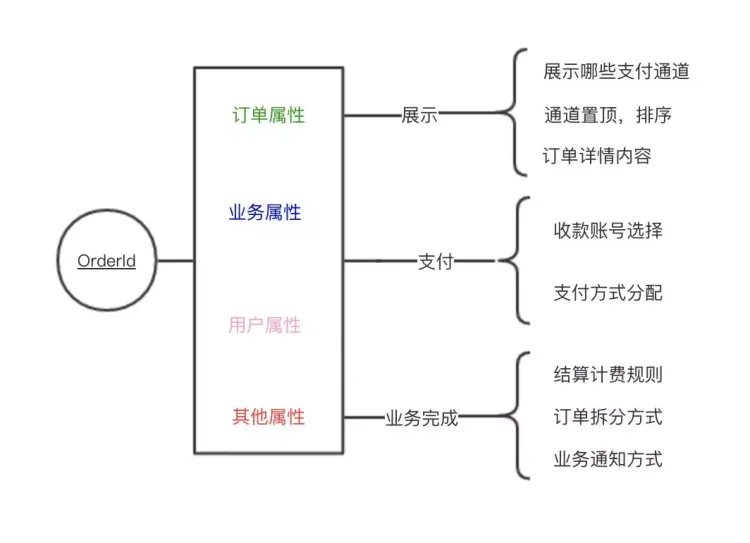 OrderId
订单属性
业务属性
用户属性
其他属性
展示
展示哪些支付通道
通道置顶，排序
订单详情内容
支付
收款账号选择
支付方式分配
业务完成
结算计费规则
订单拆分方式
业务通知方式